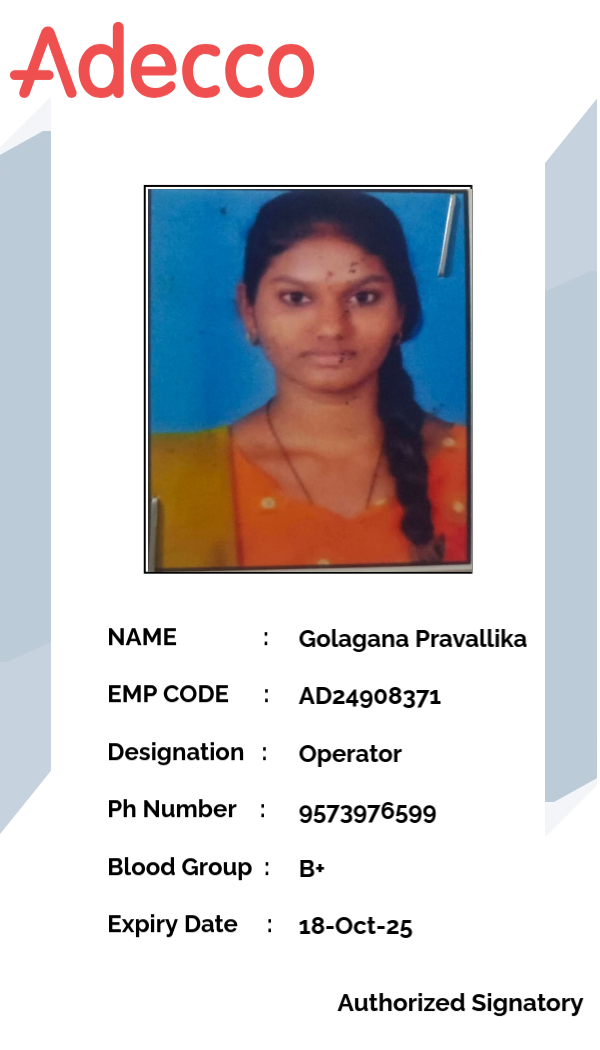 Adecco
NAME : Golagana Pravallika
EMP CODE : AD24908371
Designation : Operator
Ph Number : 9573976599
Blood Group : B+
Expiry Date : 18-Oct-25
Authorized Signatory